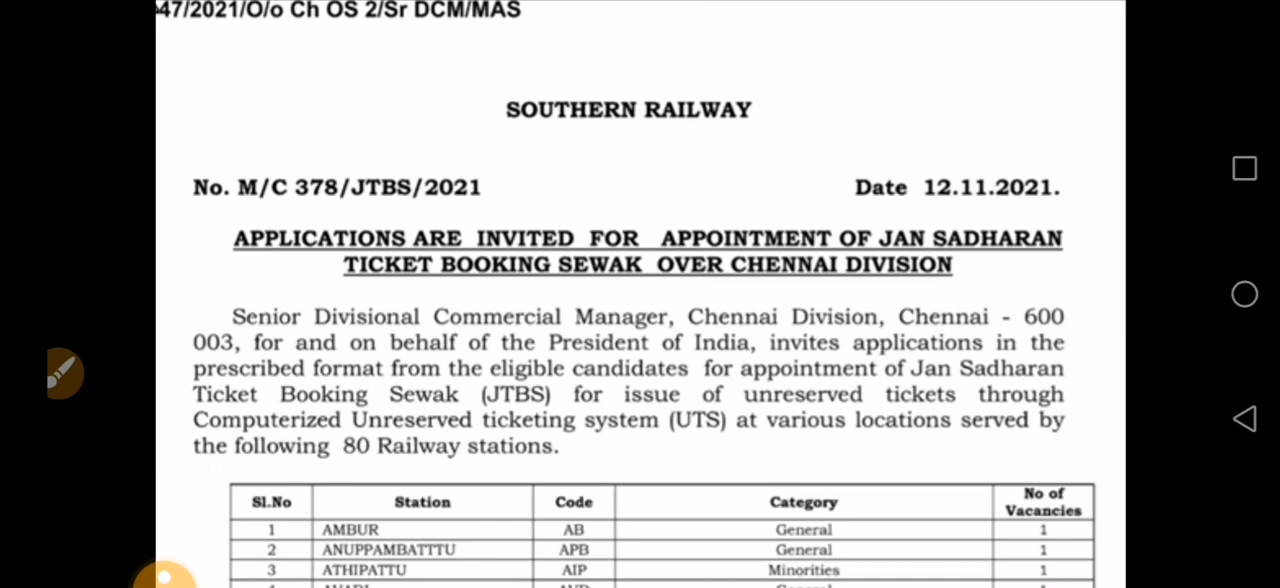 47/2021/O/o Ch OS 2/Sr DCM/MAS
SOUTHERN RAILWAY
No. M/C 378/JTBS/2021 Date 12.11.2021.
APPLICATIONS ARE INVITED FOR APPOINTMENT OF JAN SADHARAN
TICKET BOOKING SEWAK OVER CHENNAI DIVISION
Senior Divisional Commercial Manager, Chennai Division, Chennai - 600
003, for and on behalf of the President of India, invites applications in the
prescribed format from the eligible candidates for appointment of Jan Sadharan
Ticket Booking Sewak (JTBS) for issue of unreserved tickets through
Computerized Unreserved ticketing system (UTS) at various locations served by
the following 80 Railway stations.
Sl.No Station Code Category No of Vacancies
1 AMBUR AB General 1
2 ANUPPAMBATTTU APB General 1
3 ATHIPATTU AIP Minorities 1